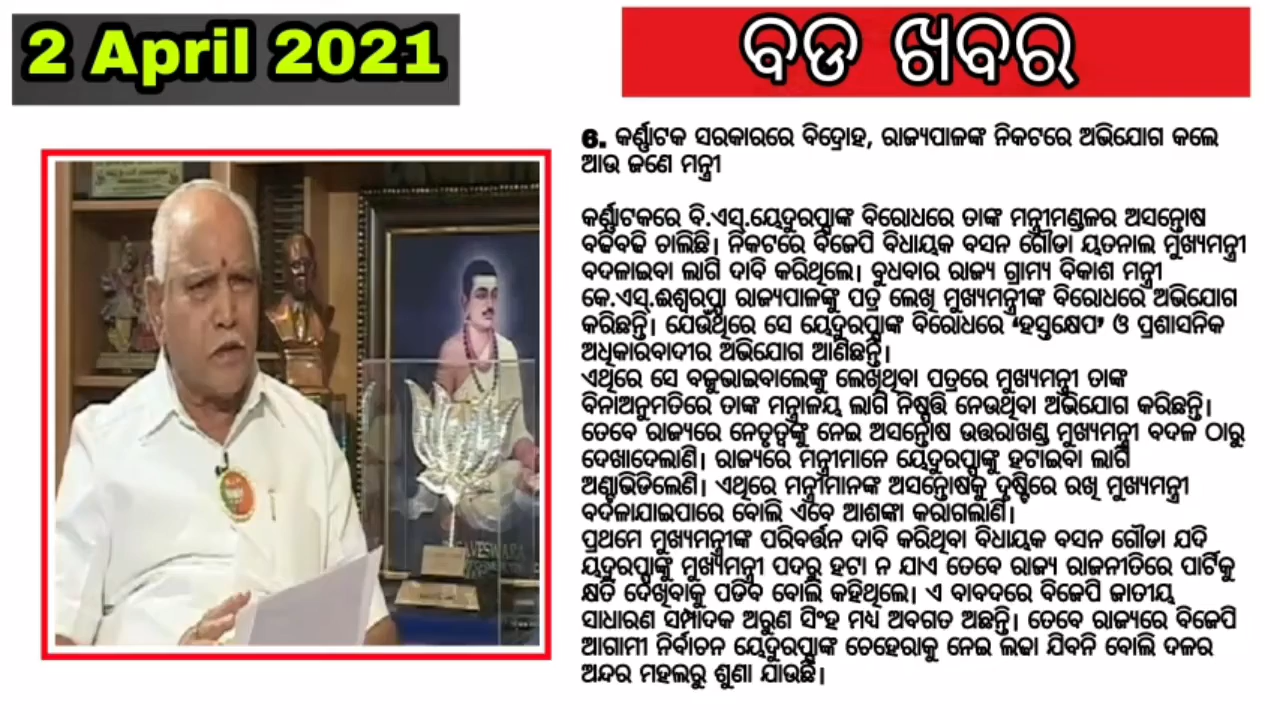 2 April 2021
ବଡ ଖବର
6. କର୍ଣ୍ଣାଟକ ସରକାରରେ ବିଦ୍ରୋହ, ରାଜ୍ୟପାଳଙ୍କ ନିକଟରେ ଅଭିଯୋଗ କଲେ
ଆଉ ଜଣେ ମନ୍ତ୍ରୀ
କର୍ଣ୍ଣାଟକରେ ବି.ଏସ୍.ୟେଦୁରପ୍ପାଙ୍କ ବିରୋଧରେ ତାଙ୍କ ମନ୍ତ୍ରୀମଣ୍ଡଳର ଅସନ୍ତୋଷ
ବଢିବଢି ଚାଲିଛି। ନିକଟରେ ବିଜେପି ବିଧାୟକ ବସନ ଗୌଡା ୟତନାଲ ମୁଖ୍ୟମନ୍ତ୍ରୀ
ବଦଳାଇବା ଲାଗି ଦାବି କରିଥିଲେ। ବୁଧବାର ରାଜ୍ୟ ଗ୍ରାମ୍ୟ ବିକାଶ ମନ୍ତ୍ରୀ
କେ.ଏସ୍.ଈଶ୍ୱରପ୍ପା ରାଜ୍ୟପାଳଙ୍କୁ ପତ୍ର ଲେଖି ମୁଖ୍ୟମନ୍ତ୍ରୀଙ୍କ ବିରୋଧରେ ଅଭିଯୋଗ
କରିଛନ୍ତି। ଯେଉଁଥିରେ ସେ ୟେଦୁରପ୍ପାଙ୍କ ବିରୋଧରେ ‘ହସ୍ତକ୍ଷେପ’ ଓ ପ୍ରଶାସନିକ
ଅଧିକାରବାଦୀର ଅଭିଯୋଗ ଆଣିଛନ୍ତି।
ଏଥିରେ ସେ ବଜୁଭାଇବାଲେଙ୍କୁ ଲେଖିଥିବା ପତ୍ରରେ ମୁଖ୍ୟମନ୍ତ୍ରୀ ତାଙ୍କ
ବିନାଅନୁମତିରେ ତାଙ୍କ ମନ୍ତ୍ରାଳୟ ଲାଗି ନିଷ୍ପତ୍ତି ନେଉଥିବା ଅଭିଯୋଗ କରିଛନ୍ତି।
ତେବେ ରାଜ୍ୟରେ ନେତୃତ୍ୱଙ୍କୁ ନେଇ ଅସନ୍ତୋଷ ଉତ୍ତରାଖଣ୍ଡ ମୁଖ୍ୟମନ୍ତ୍ରୀ ବଦଳ ଠାରୁ
ଦେଖାଦେଲାଣି। ରାଜ୍ୟରେ ମନ୍ତ୍ରୀମାନେ ୟେଦୁରପ୍ପାଙ୍କୁ ହଟାଇବା ଲାଗି
ଅଣ୍ଟାଭିଡିଲେଣି। ଏଥିରେ ମନ୍ତ୍ରୀମାନଙ୍କ ଅସନ୍ତୋଷକୁ ଦୃଷ୍ଟିରେ ରଖି ମୁଖ୍ୟମନ୍ତ୍ରୀ
ବର୍ଦଳାଯାଇପାରେ ବୋଲି ଏବେ ଆଶଙ୍କା କରାଗଲାଣି।
ପ୍ରଥମେ ମୁଖ୍ୟମନ୍ତ୍ରୀଙ୍କ ପରିବର୍ତ୍ତନ ଦାବି କରିଥିବା ବିଧାୟକ ବସନ ଗୌଡା ଯଦି
ୟଦୁରପ୍ପାଙ୍କୁ ମୁଖ୍ୟମନ୍ତ୍ରୀ ପଦରୁ ହଟା ନ ଯାଏ ତେବେ ରାଜ୍ୟ ରାଜନୀତିରେ ପାର୍ଟିକୁ
କ୍ଷତି ଦେଖିବାକୁ ପଡିବ ବୋଲି କହିଥିଲେ। ଏ ବାବଦରେ ବିଜେପି ଜାତୀୟ
ସାଧାରଣ ସମ୍ପାଦକ ଅରୁଣ ସିଂହ ମଧ୍ୟ ଅବଗତ ଅଛନ୍ତି। ତେବେ ରାଜ୍ୟରେ ବିଜେପି
ଆଗାମୀ ନିର୍ବାଚନ ୟେଦୁରପ୍ପାଙ୍କ ଚେହେରାକୁ ନେଇ ଲଢା ଯିବନି ବୋଲି ଦଳର
ଅନ୍ଦର ମହଲରୁ ଶୁଣା ଯାଉଛି।